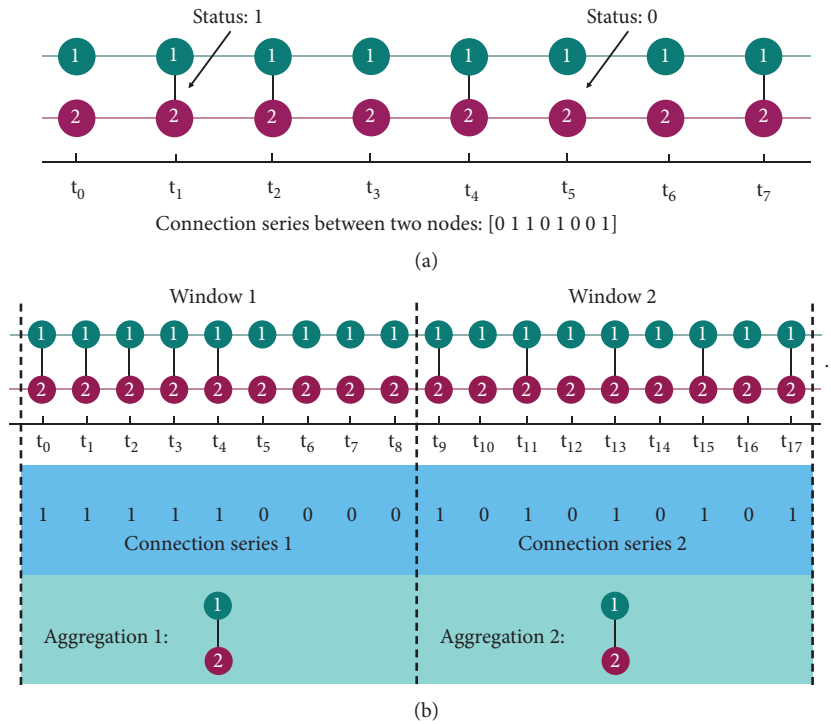 Status: 1 Status: 0
1 1 1 1 1 1 1 1
2 2 2 2 2 2 2 2
t0 t1 t2 t3 t4 t5 t6 t7
Connection series between two nodes: [0 1 1 0 1 0 0 1]
(a)
Window 1 Window 2
1 1 1 1 1 1 1 1 1 1 1 1 1 1 1 1 1 1
2 2 2 2 2 2 2 2 2 2 2 2 2 2 2 2 2 2
t0 t1 t2 t3 t4 t5 t6 t7 t8 t9 t10 t11 t12 t13 t14 t15 t16 t17
1 1 1 1 1 0 0 0 0 1 0 1 0 1 0 1 0 1
Connection series 1 Connection series 2
1 1
Aggregation 1: Aggregation 2:
2 2
(b)